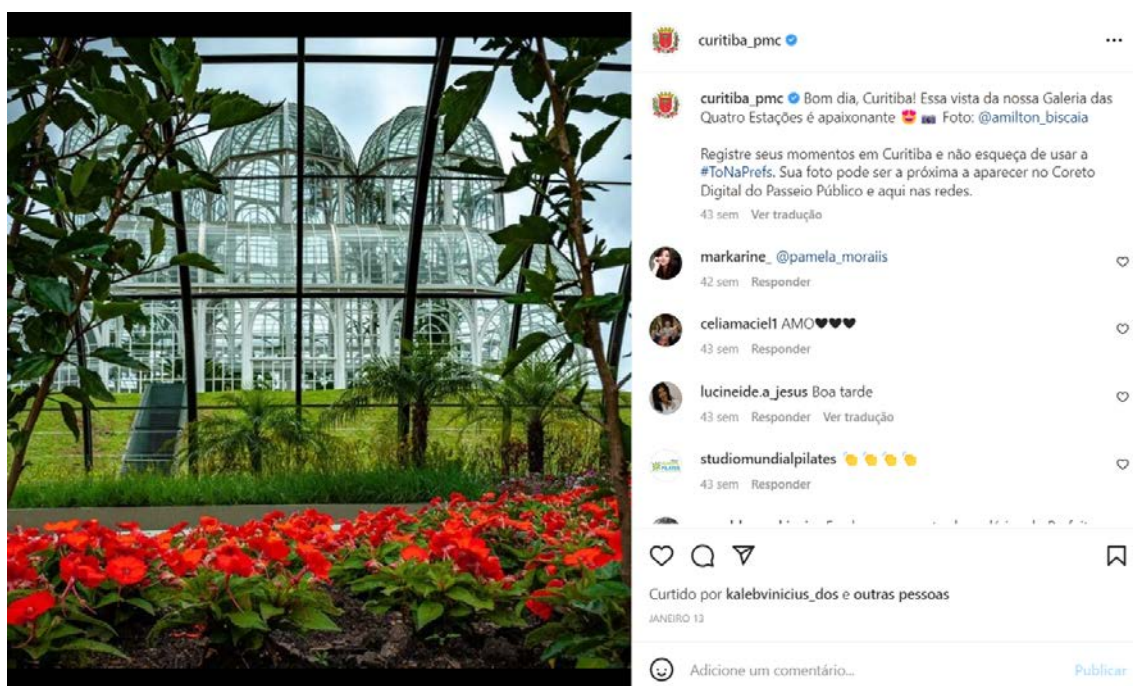 curitiba_pmc
curitiba_pmc Bom dia, Curitiba! Essa vista da nossa Galeria das
Quatro Estações é apaixonante 😍 📷 Foto: @amilton_biscaia
Registre seus momentos em Curitiba e não esqueça de usar a
#ToNaPrefs. Sua foto pode ser a próxima a aparecer no Coreto
Digital do Passeio Público e aqui nas redes.
43 sem Ver tradução
markarine_ @pamela_moraiis
42 sem Responder
celiamaciel1 AMO🖤🖤🖤
43 sem Responder
lucineide.a_jesus Boa tarde
43 sem Responder Ver tradução
studiomundialpilates 👏👏👏👏
43 sem Responder
Curtido por kalebvinicius_dos e outras pessoas
JANEIRO 13
Adicione um comentário...
Publicar